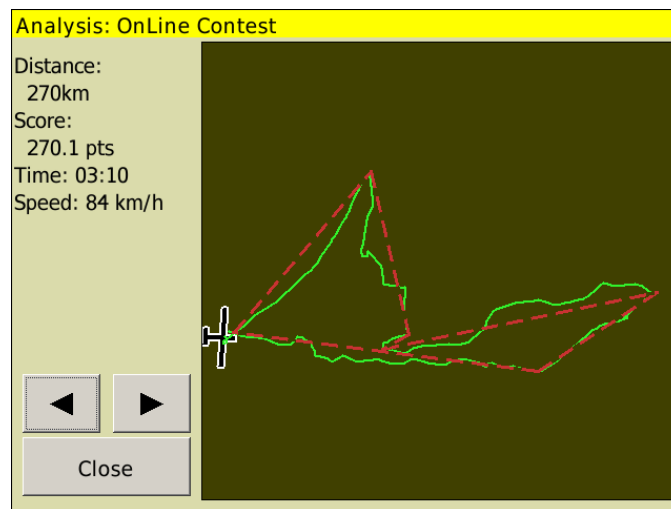 Analysis: OnLine Contest
Distance:
270km
Score:
270.1 pts
Time: 03:10
Speed: 84 km/h
Close